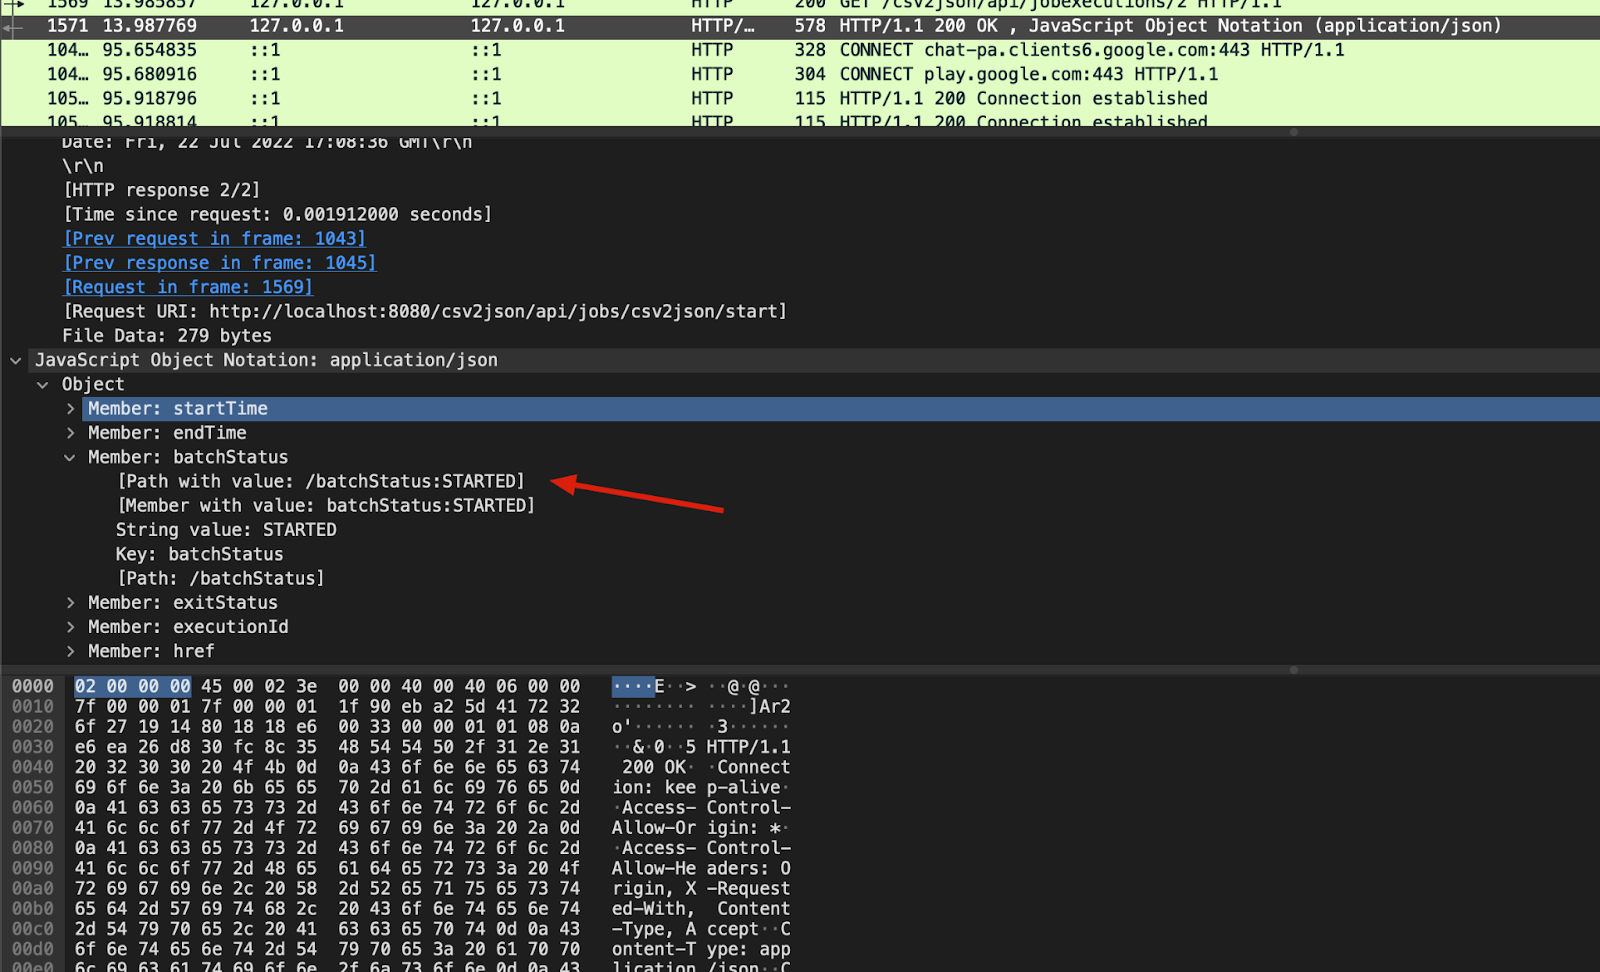 1569 13.985857 127.0.0.1 127.0.0.1 HTTP 200 GET /csv2json/api/jobexecutions/2 HTTP/1.1
1571 13.987769 127.0.0.1 127.0.0.1 HTTP/… 578 HTTP/1.1 200 OK , JavaScript Object Notation (application/json)
104… 95.654835 ::1 ::1 HTTP 328 CONNECT chat-pa.clients6.google.com:443 HTTP/1.1
104… 95.680916 ::1 ::1 HTTP 304 CONNECT play.google.com:443 HTTP/1.1
105… 95.918796 ::1 ::1 HTTP 115 HTTP/1.1 200 Connection established
105… 95.918814 ::1 ::1 HTTP 115 HTTP/1.1 200 Connection established
Date: Fri, 22 Jul 2022 17:08:36 GMT\r\n
\r\n
[HTTP response 2/2]
[Time since request: 0.001912000 seconds]
[Prev request in frame: 1043]
[Prev response in frame: 1045]
[Request in frame: 1569]
[Request URI: http://localhost:8080/csv2json/api/jobs/csv2json/start]
File Data: 279 bytes
JavaScript Object Notation: application/json
Object
Member: startTime
Member: endTime
Member: batchStatus
[Path with value: /batchStatus:STARTED]
[Member with value: batchStatus:STARTED]
String value: STARTED
Key: batchStatus
[Path: /batchStatus]
Member: exitStatus
Member: executionId
Member: href
0000 02 00 00 00 45 00 02 3e 00 00 40 00 40 06 00 00 ····E··> ··@·@···
0010 7f 00 00 01 7f 00 00 01 1f 90 eb a2 5d 41 72 32 ········ ····]Ar2
0020 6f 27 19 14 80 18 18 e6 00 33 00 00 01 01 08 0a o'······ ·3······
0030 e6 ea 26 d8 30 fc 8c 35 48 54 54 50 2f 31 2e 31 ··&·0··5 HTTP/1.1
0040 20 32 30 30 20 4f 4b 0d 0a 43 6f 6e 6e 65 63 74 200 OK· ·Connect
0050 69 6f 6e 3a 20 6b 65 65 70 2d 61 6c 69 76 65 0d ion: kee p-alive·
0060 0a 41 63 63 65 73 73 2d 43 6f 6e 74 72 6f 6c 2d ·Access- Control-
0070 41 6c 6c 6f 77 2d 4f 72 69 67 69 6e 3a 20 2a 0d Allow-Or igin: *·
0080 0a 41 63 63 65 73 73 2d 43 6f 6e 74 72 6f 6c 2d ·Access- Control-
0090 41 6c 6c 6f 77 2d 48 65 61 64 65 72 73 3a 20 4f Allow-He aders: O
00a0 72 69 67 69 6e 2c 20 58 2d 52 65 71 75 65 73 74 rigin, X -Request
00b0 65 64 2d 57 69 74 68 2c 20 43 6f 6e 74 65 6e 74 ed-With, Content
00c0 2d 54 79 70 65 2c 20 41 63 63 65 70 74 0d 0a 43 -Type, A ccept··C
00d0 6f 6e 74 65 6e 74 2d 54 79 70 65 3a 20 61 70 70 ontent-T ype: app
00e0 6c 69 63 61 74 69 6f 6e 2f 6a 73 6f 6e 0d 0a 43 lication /json··C